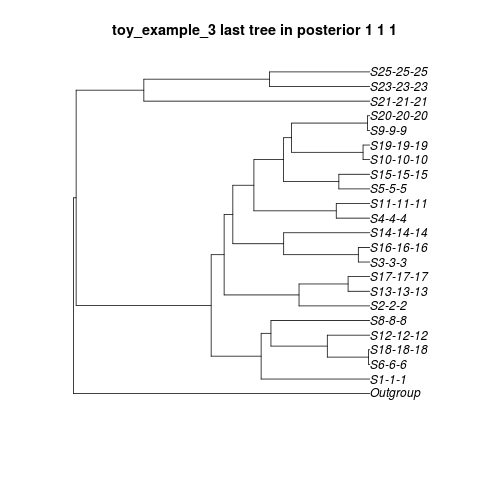 toy_example_3 last tree in posterior 1 1 1
S25-25-25
S23-23-23
S21-21-21
S20-20-20
S9-9-9
S19-19-19
S10-10-10
S15-15-15
S5-5-5
S11-11-11
S4-4-4
S14-14-14
S16-16-16
S3-3-3
S17-17-17
S13-13-13
S2-2-2
S8-8-8
S12-12-12
S18-18-18
S6-6-6
S1-1-1
Outgroup